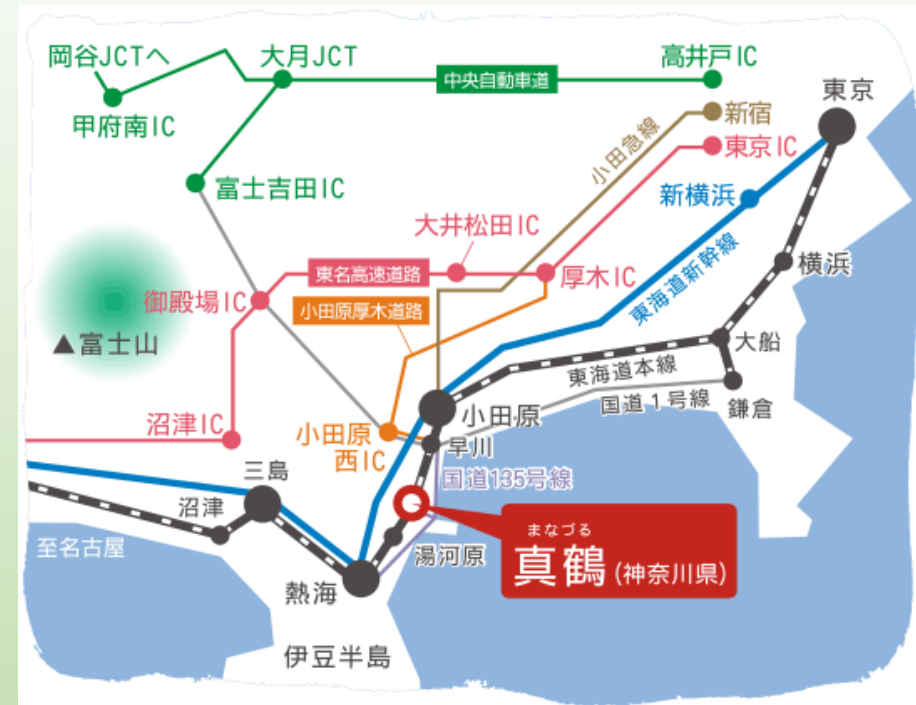 岡谷JCTへ
大月JCT
高井戸IC
中央自動車道
東京
甲府南IC
新宿
小田急線
東京IC
富士吉田IC
新横浜
大井松田IC
東名高速道路
厚木IC
横浜
東海道新幹線
御殿場IC
小田原厚木道路
▲富士山
大船
東海道本線
国道1号線
鎌倉
小田原
沼津IC
小田原
西IC
早川
三島
国道135号線
沼津
まなづる
真鶴(神奈川県)
至名古屋
湯河原
熱海
伊豆半島